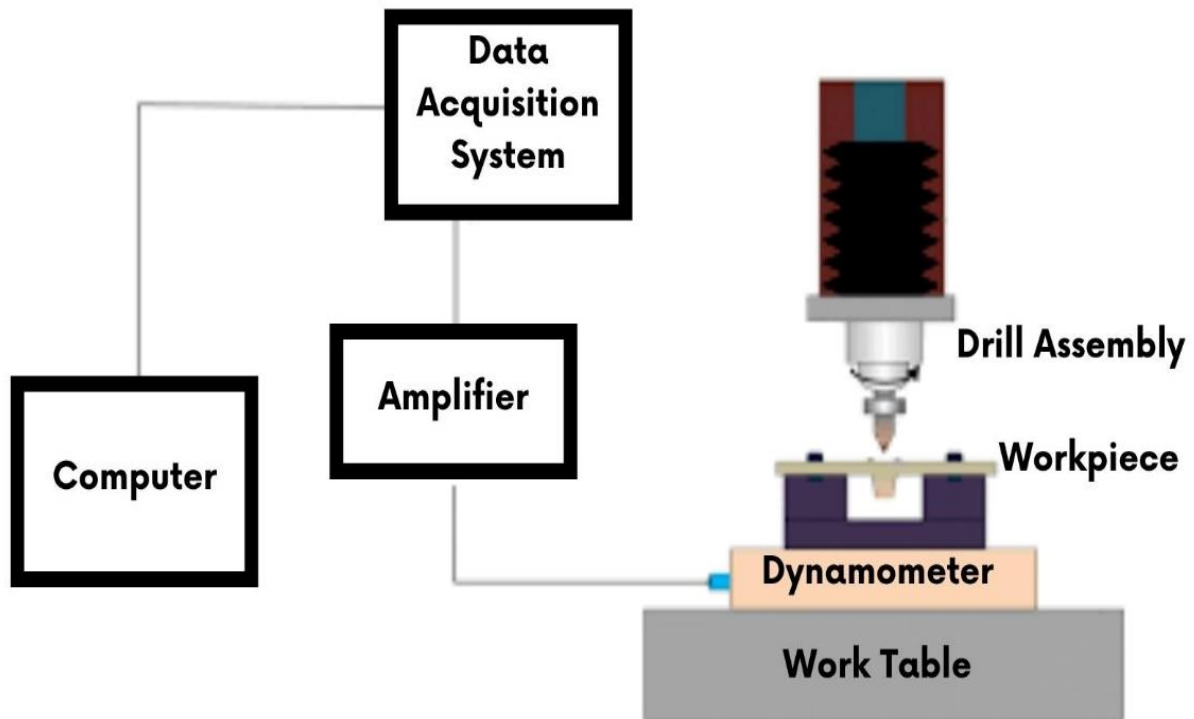 Data
Acquisition
System
Amplifier
Computer
Drill Assembly
Workpiece
Dynamometer
Work Table